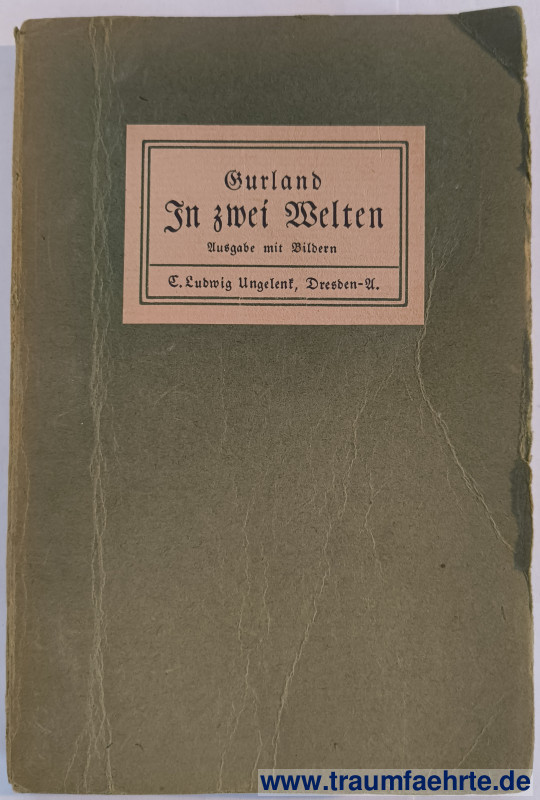 Gurland
In zwei Welten
Ausgabe mit Bildern
C. Ludwig Ungelenk, Dresden-A.
www.traumfaehrte.de